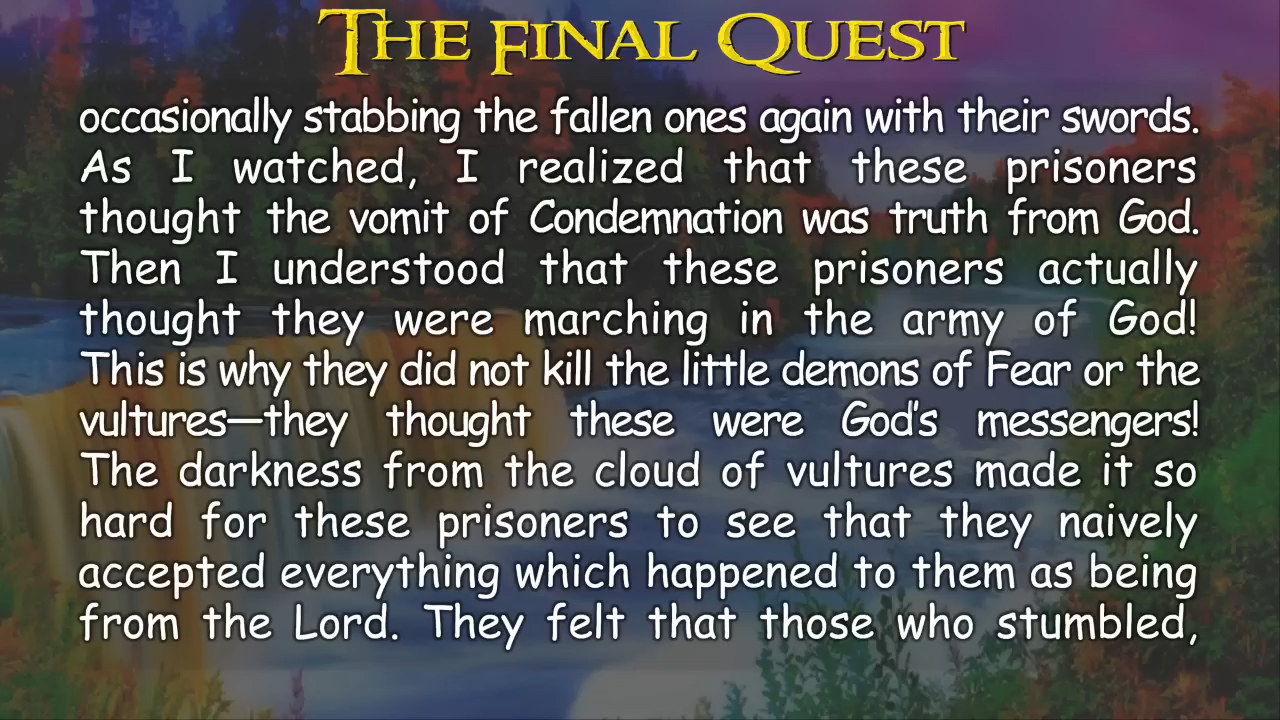 The Final Quest
occasionally stabbing the fallen ones again with their swords.
As I watched, I realized that these prisoners
thought the vomit of Condemnation was truth from God.
Then I understood that these prisoners actually
thought they were marching in the army of God!
This is why they did not kill the little demons of Fear or the
vultures—they thought these were God's messengers!
The darkness from the cloud of vultures made it so
hard for these prisoners to see that they naively
accepted everything which happened to them as being
from the Lord. They felt that those who stumbled,